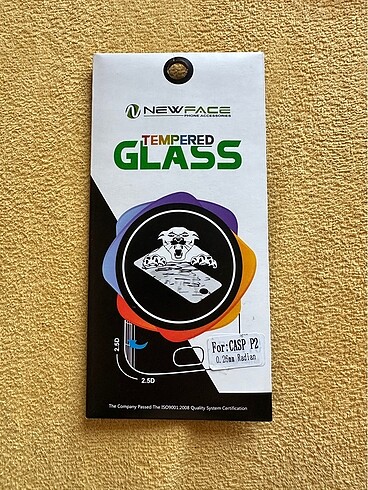 NEWFACE
PHONE ACCESSORIES
TEMPERED
GLASS
For:CASP P2
0.26mm Radian
2.5D
2.5D
The Company Passed The ISO9001:2008 Quality System Certification